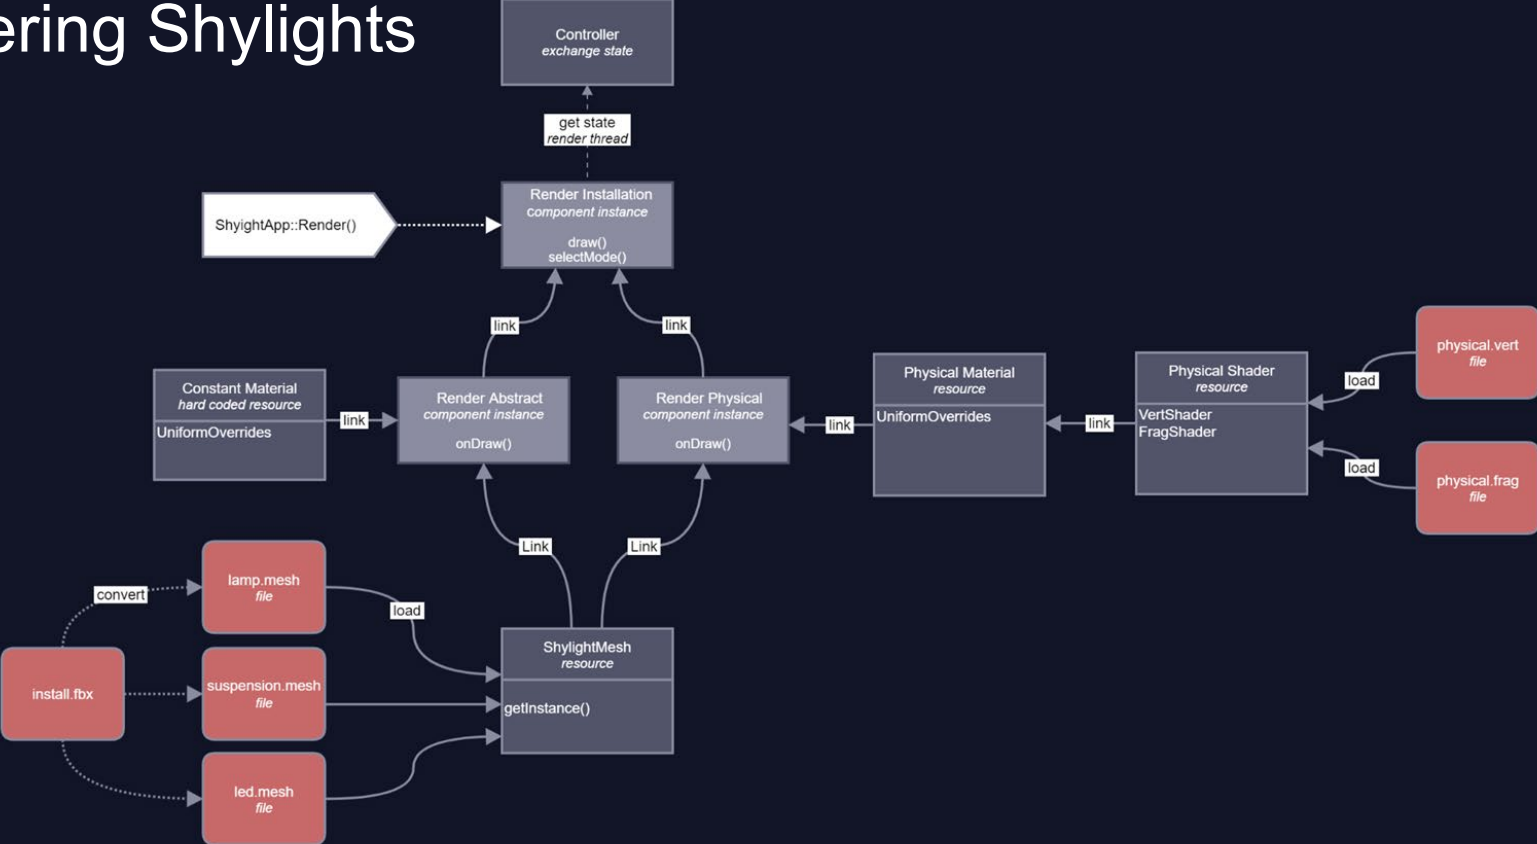 ering Shylights
Controller
exchange state
get state
render thread
Render Installation
component instance
draw()
selectMode()
ShyightApp::Render()
link
link
Constant Material
hard coded resource
UniformOverrides
link
Render Abstract
component instance
onDraw()
Render Physical
component instance
onDraw()
link
Physical Material
resource
UniformOverrides
link
Physical Shader
resource
VertShader
FragShader
load
physical.vert
file
load
physical.frag
file
Link
Link
convert
lamp.mesh
file
load
install.fbx
suspension.mesh
file
led.mesh
file
ShylightMesh
resource
getInstance()